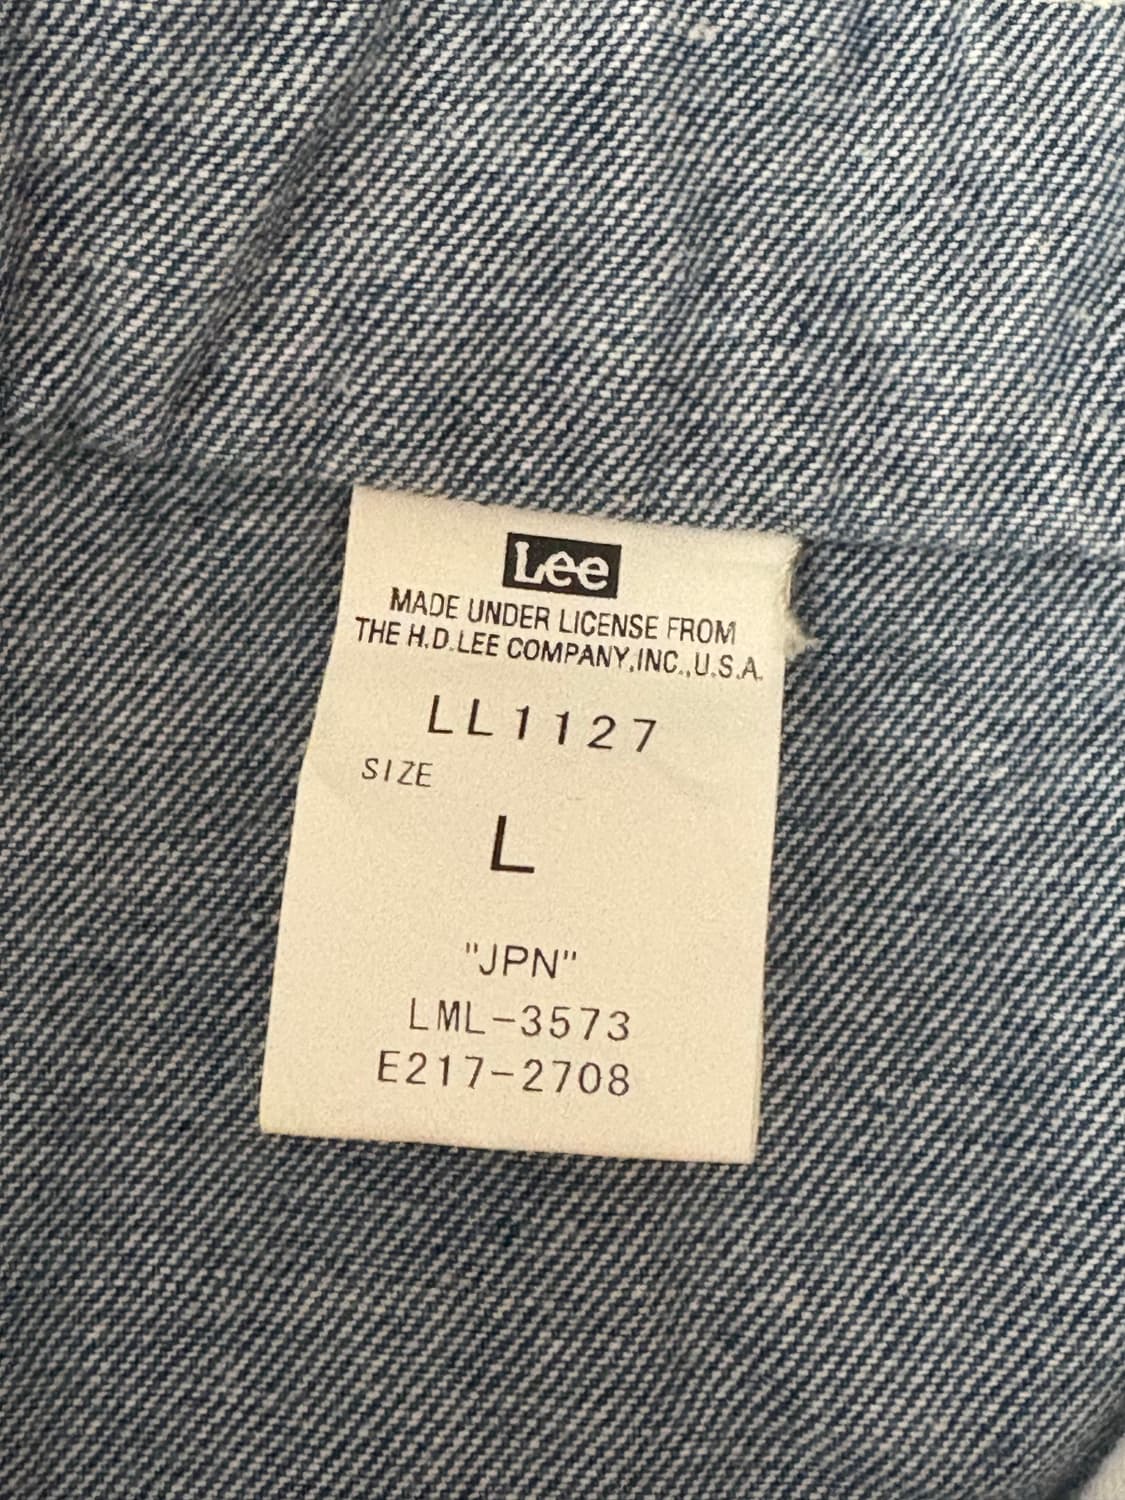 Lee
MADE UNDER LICENSE FROM
THE H.D.LEE COMPANY,INC.,U.S.A.
LL1127
SIZE
L
"JPN"
LML-3573
E217-2708